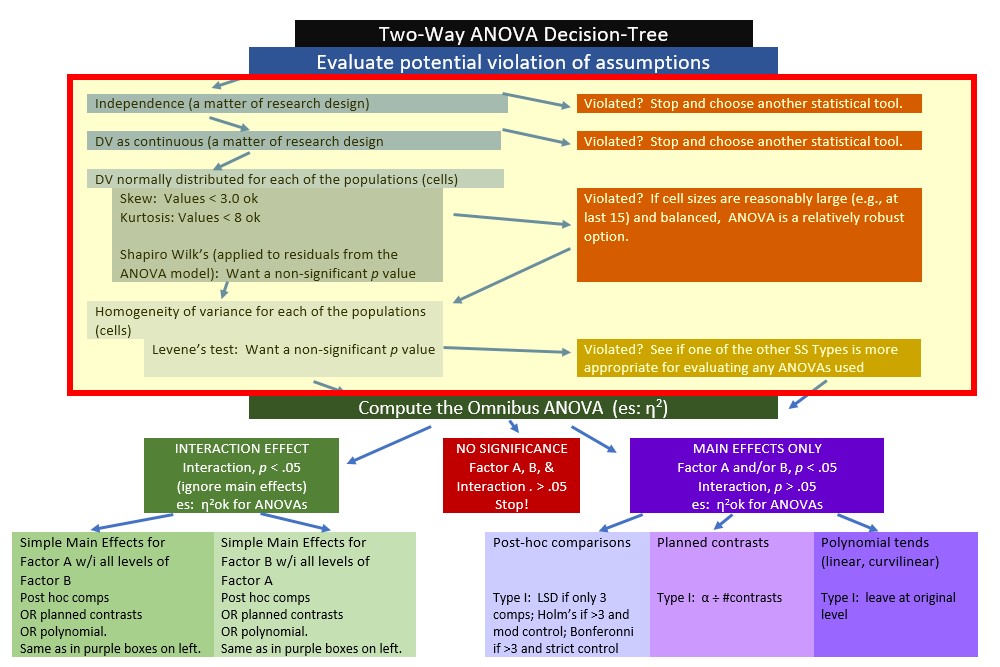 Two-Way ANOVA Decision-Tree
Evaluate potential violation of assumptions
Independence (a matter of research design)
Violated?  Stop and choose another statistical tool.
DV as continuous (a matter of research design
Violated?  Stop and choose another statistical tool.
DV normally distributed for each of the populations (cells)
Skew:  Values < 3.0 ok
Kurtosis: Values < 8 ok
Shapiro Wilk's (applied to residuals from the
ANOVA model):  Want a non-significant p value
Violated?  If cell sizes are reasonably large (e.g., at
last 15) and balanced,  ANOVA is a relatively robust
option.
Homogeneity of variance for each of the populations
(cells)
Levene's test:  Want a non-significant p value
Violated?  See if one of the other SS Types is more
appropriate for evaluating any ANOVAs used
Compute the Omnibus ANOVA  (es: η²)
INTERACTION EFFECT
Interaction, p < .05
(ignore main effects)
es:  η²ok for ANOVAs
NO SIGNIFICANCE
Factor A, B, &
Interaction . > .05
Stop!
MAIN EFFECTS ONLY
Factor A and/or B, p < .05
Interaction, p > .05
es:  η²ok for ANOVAs
Simple Main Effects for
Factor A w/i all levels of
Factor B
Post hoc comps
OR planned contrasts
OR polynomial.
Same as in purple boxes on left.
Simple Main Effects for
Factor B w/i all levels of
Factor A
Post hoc comps
OR planned contrasts
OR polynomial.
Same as in purple boxes on left.
Post-hoc comparisons
Type I:  LSD if only 3
comps; Holm's if >3 and
mod control; Bonferonni
if >3 and strict control
Planned contrasts
Type I:  α ÷ #contrasts
Polynomial tends
(linear, curvilinear)
Type I:  leave at original
level